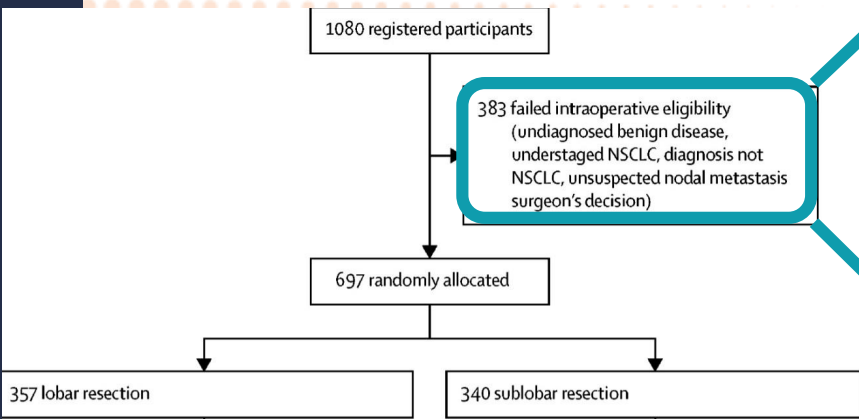 1080 registered participants
383 failed intraoperative eligibility
(undiagnosed benign disease,
understaged NSCLC, diagnosis not
NSCLC, unsuspected nodal metastasis
surgeon's decision)
697 randomly allocated
357 lobar resection
340 sublobar resection